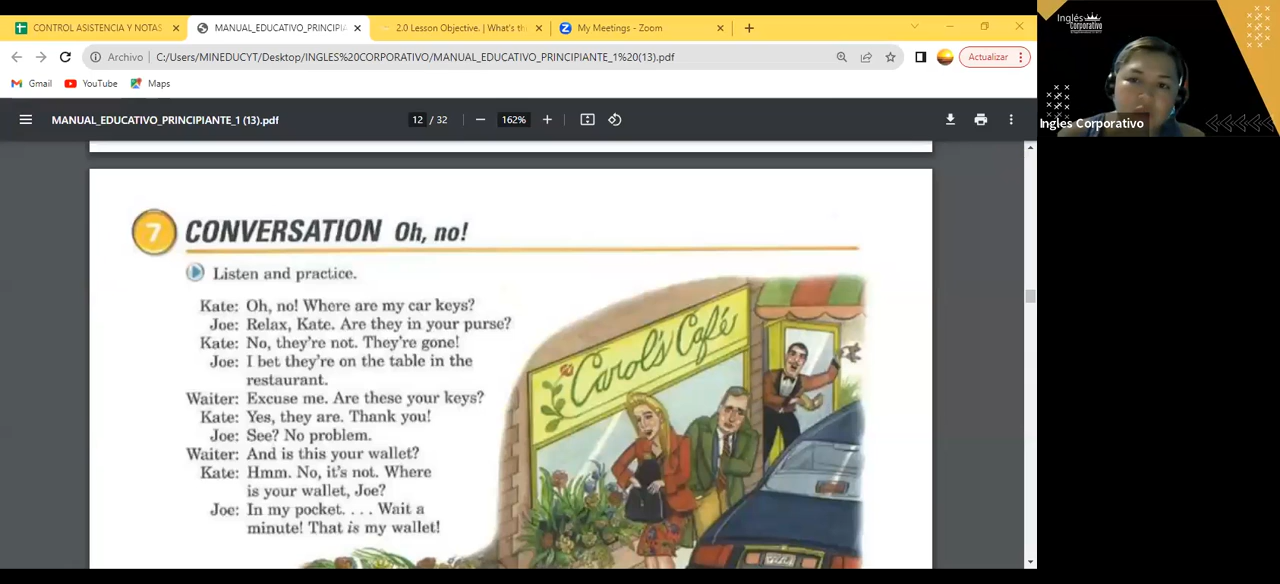 CONTROL ASISTENCIA Y NOTAS
MANUAL_EDUCATIVO_PRINCIPI
2.0 Lesson Objective. | What's th
My Meetings - Zoom
Archivo
C:/Users/MINEDUCYT/Desktop/INGLES%20CORPORATIVO/MANUAL_EDUCATIVO_PRINCIPIANTE_1%20(13).pdf
Actualizar
Gmail
YouTube
Maps
MANUAL_EDUCATIVO_PRINCIPIANTE_1 (13).pdf
12 / 32
162%
Inglés
Ingles Corporativo
7 CONVERSATION Oh, no!
Listen and practice.
Kate: Oh, no! Where are my car keys?
Joe: Relax, Kate. Are they in your purse?
Kate: No, they're not. They're gone!
Joe: I bet they're on the table in the
restaurant.
Waiter: Excuse me. Are these your keys?
Kate: Yes, they are. Thank you!
Joe: See? No problem.
Waiter: And is this your wallet?
Kate: Hmm. No, it's not. Where
is your wallet, Joe?
Joe: In my pocket. . . . Wait a
minute! That is my wallet!
Carol's Café